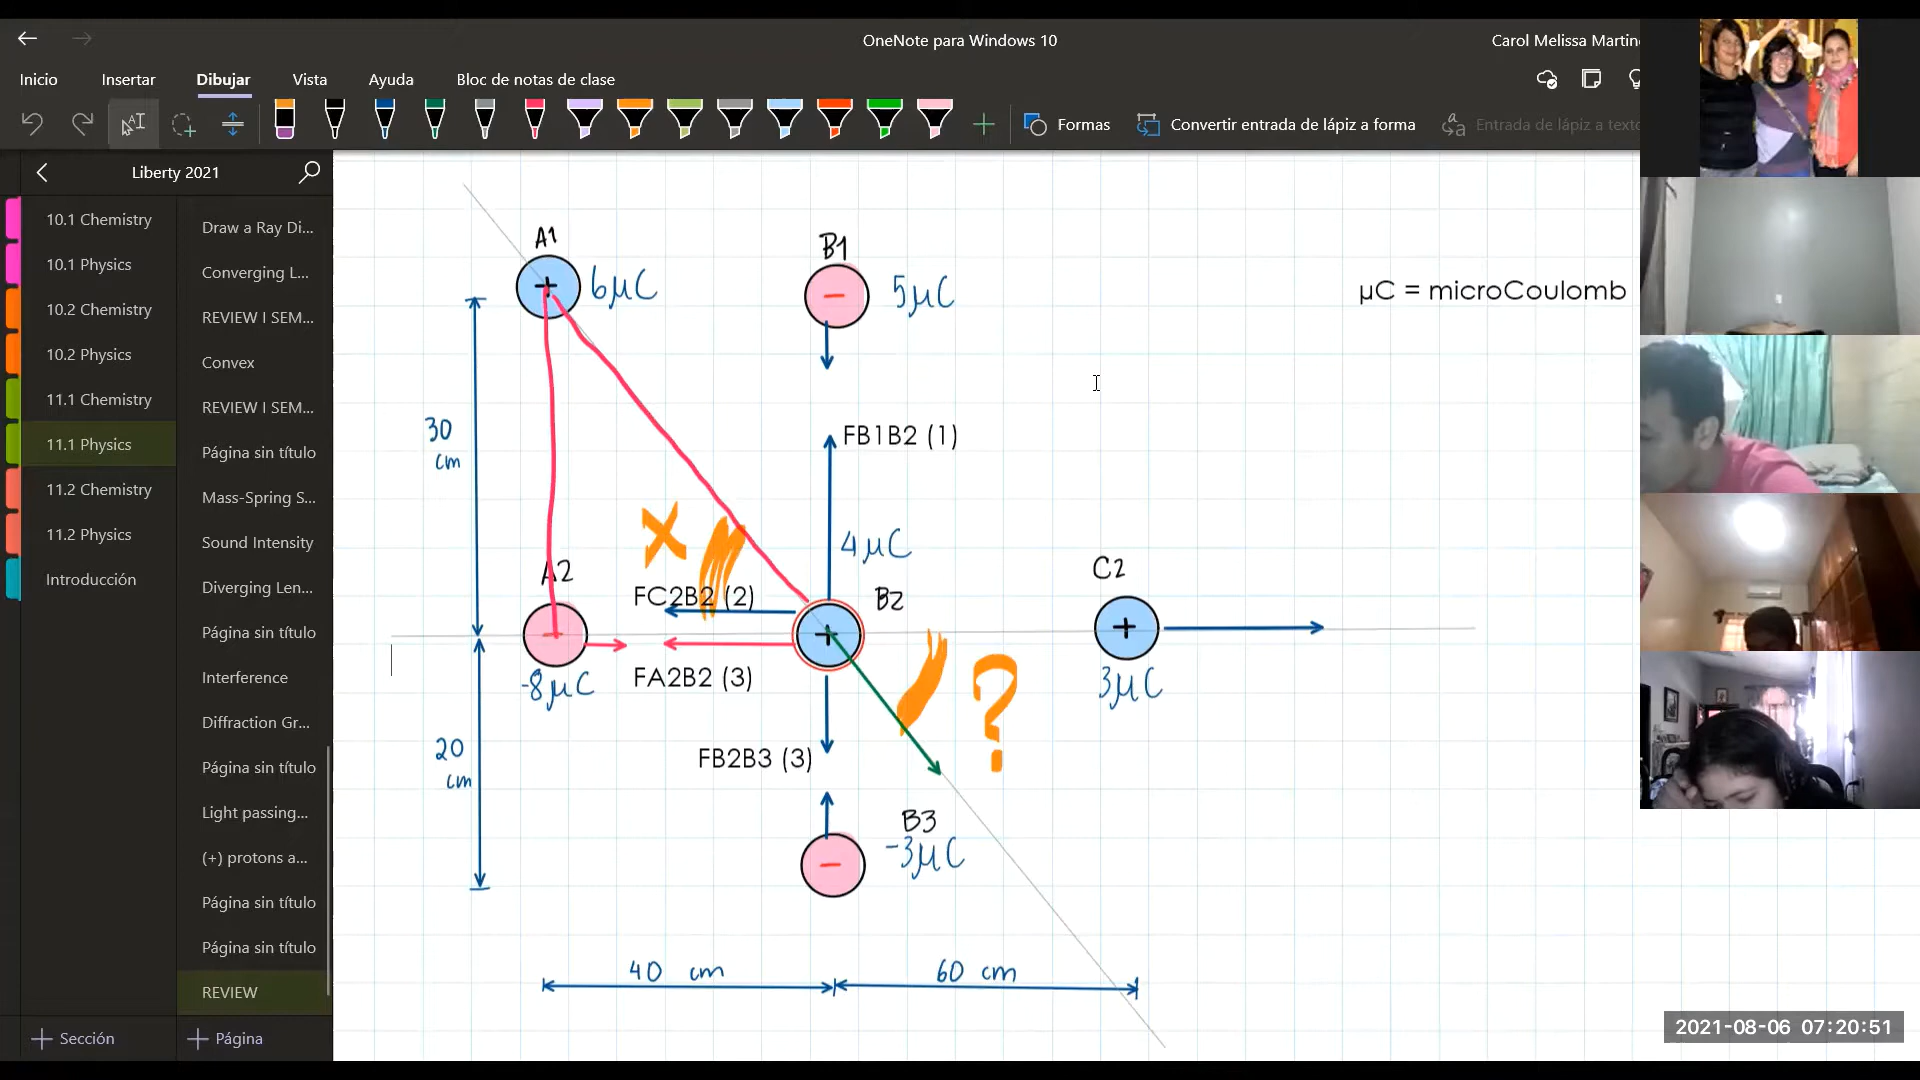 OneNote para Windows 10
Carol Melissa Martin
Inicio
Insertar
Dibujar
Vista
Ayuda
Bloc de notas de clase
Formas
Convertir entrada de lápiz a forma
Entrada de lápiz a texto
Liberty 2021
10.1 Chemistry
10.1 Physics
10.2 Chemistry
10.2 Physics
11.1 Chemistry
11.1 Physics
11.2 Chemistry
11.2 Physics
Introducción
Sección
Draw a Ray Di...
Converging L...
REVIEW I SEM...
Convex
REVIEW I SEM...
Página sin título
Mass-Spring S...
Sound Intensity
Diverging Len...
Página sin título
Interference
Diffraction Gr...
Página sin título
Light passing...
(+) protons a...
Página sin título
Página sin título
REVIEW
Página
A1
+ 6μC
B1
- 5μC
μC = microCoulomb
30
cm
FB1B2 (1)
X
4μC
A2
FC2B2 (2)
B2
C2
-
+
+
-8μC
FA2B2 (3)
?
3μC
20
cm
FB2B3 (3)
B3
-3μC
-
40 cm
60 cm
2021-08-06 07:20:51